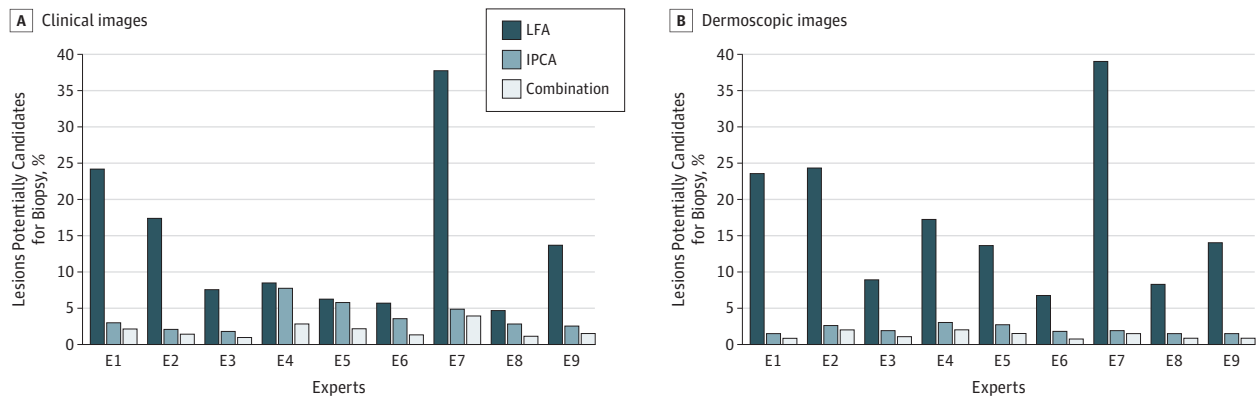 A Clinical images
LFA
IPCA
Combination
Lesions Potentially Candidates
for Biopsy, %
40
35
30
25
20
15
10
5
0
E1 E2 E3 E4 E5 E6 E7 E8 E9
Experts
B Dermoscopic images
Lesions Potentially Candidates
for Biopsy, %
40
35
30
25
20
15
10
5
0
E1 E2 E3 E4 E5 E6 E7 E8 E9
Experts